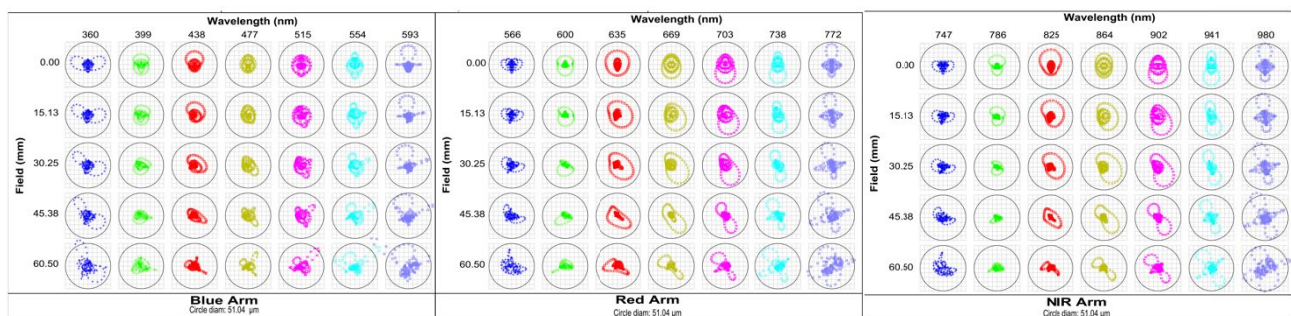 Wavelength (nm)
360 399 438 477 515 554 593
Field (mm)
0.00
15.13
30.25
45.38
60.50
Blue Arm
Circle diam: 51.04 µm
Wavelength (nm)
566 600 635 669 703 738 772
Field (mm)
0.00
15.13
30.25
45.38
60.50
Red Arm
Circle diam: 51.04 µm
Wavelength (nm)
747 786 825 864 902 941 980
Field (mm)
0.00
15.13
30.25
45.38
60.50
NIR Arm
Circle diam: 51.04 µm